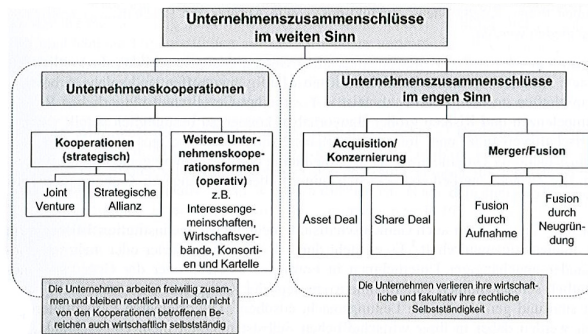 Unternehmenszusammenschlüsse
im weiten Sinn
Unternehmenskooperationen
Unternehmenszusammenschlüsse
im engen Sinn
Kooperationen
(strategisch)
Weitere Unter-
nehmenskoope-
rationsformen
(operativ)
z.B.
Interessenge-
meinschaften,
Wirtschaftsver-
bände, Konsorti-
en und Kartelle
Acquisition/
Konzernierung
Merger/Fusion
Joint
Venture
Strategische
Allianz
Asset Deal
Share Deal
Fusion
durch
Aufnahme
Fusion
durch
Neugrün-
dung
Die Unternehmen arbeiten freiwillig zusam-
men und bleiben rechtlich und in den nicht
von den Kooperationen betroffenen Be-
reichen auch wirtschaftlich selbstständig
Die Unternehmen verlieren ihre wirtschaft-
liche und fakultativ ihre rechtliche
Selbstständigkeit